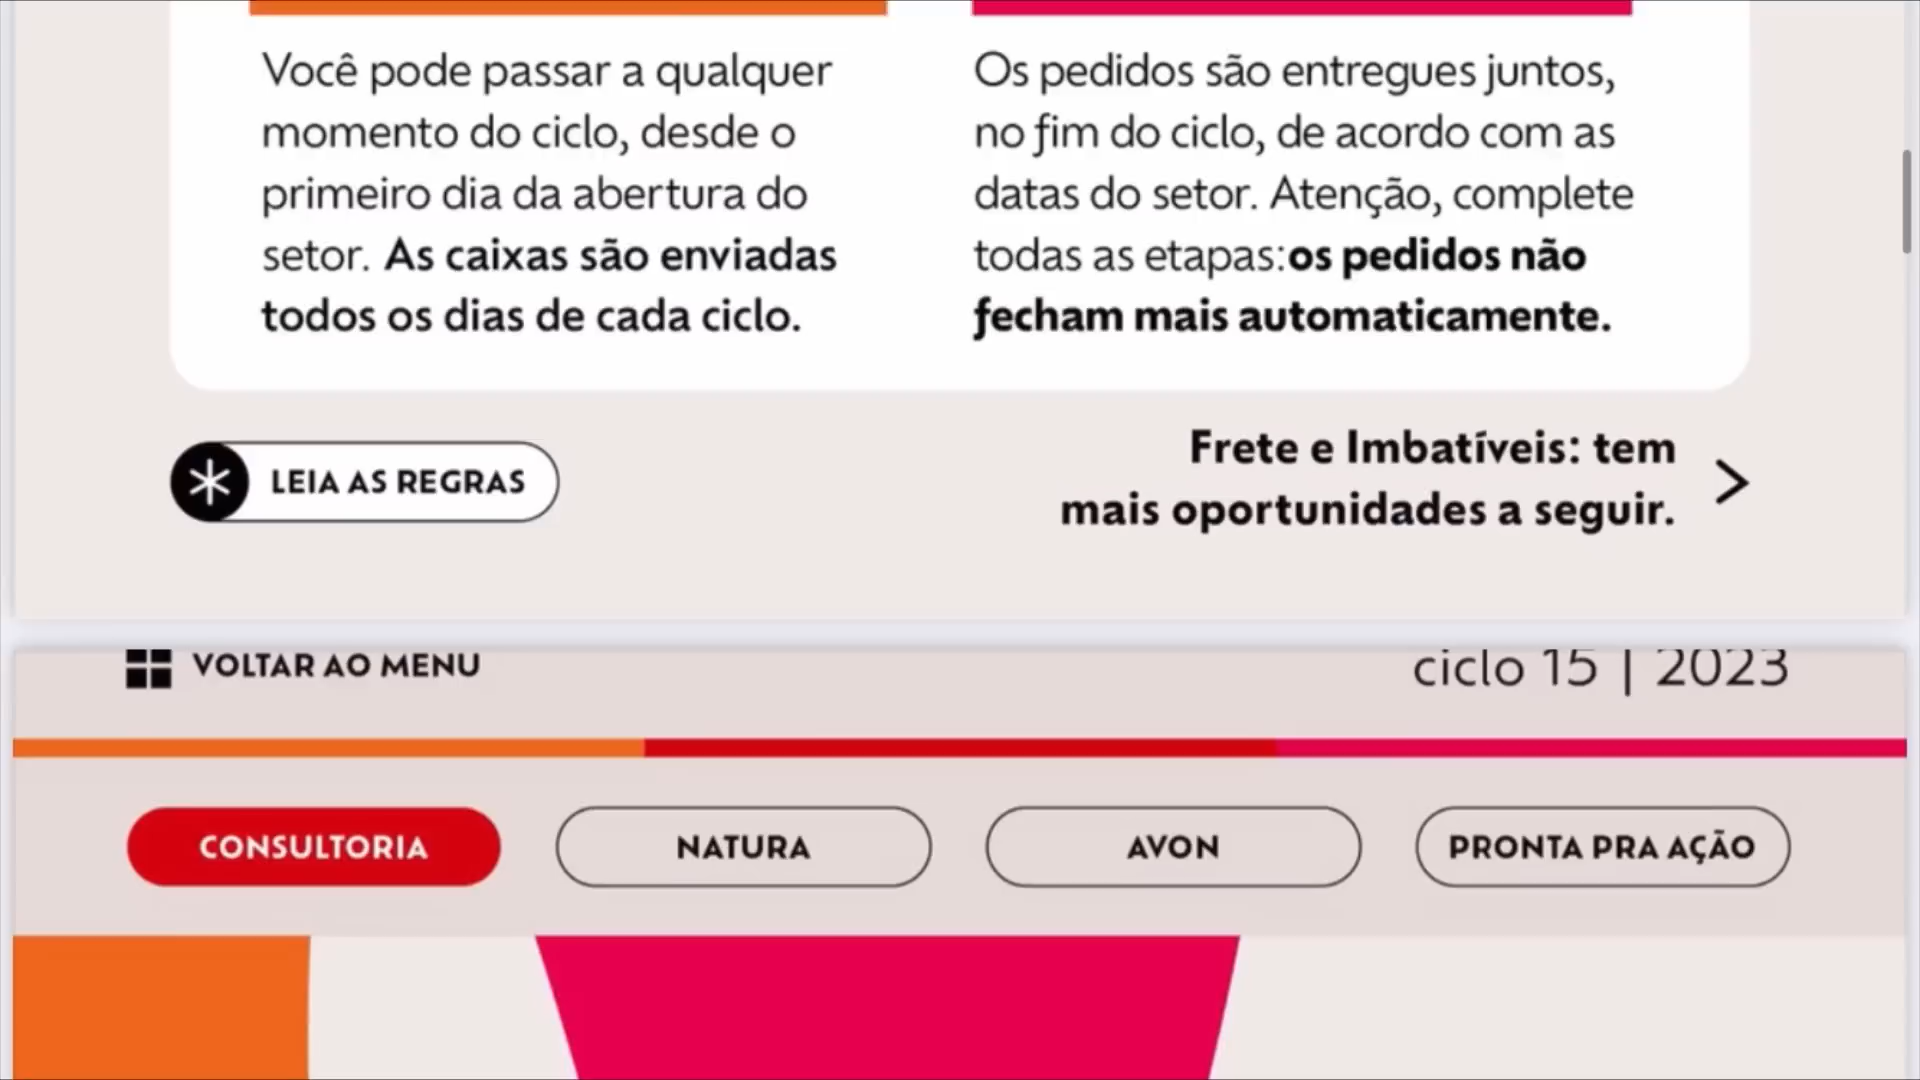 Você pode passar a qualquer
momento do ciclo, desde o
primeiro dia da abertura do
setor. As caixas são enviadas
todos os dias de cada ciclo.
Os pedidos são entregues juntos,
no fim do ciclo, de acordo com as
datas do setor. Atenção, complete
todas as etapas:os pedidos não
fecham mais automaticamente.
LEIA AS REGRAS
Frete e Imbatíveis: tem
mais oportunidades a seguir.
VOLTAR AO MENU
ciclo 15 | 2023
CONSULTORIA
NATURA
AVON
PRONTA PRA AÇÃO